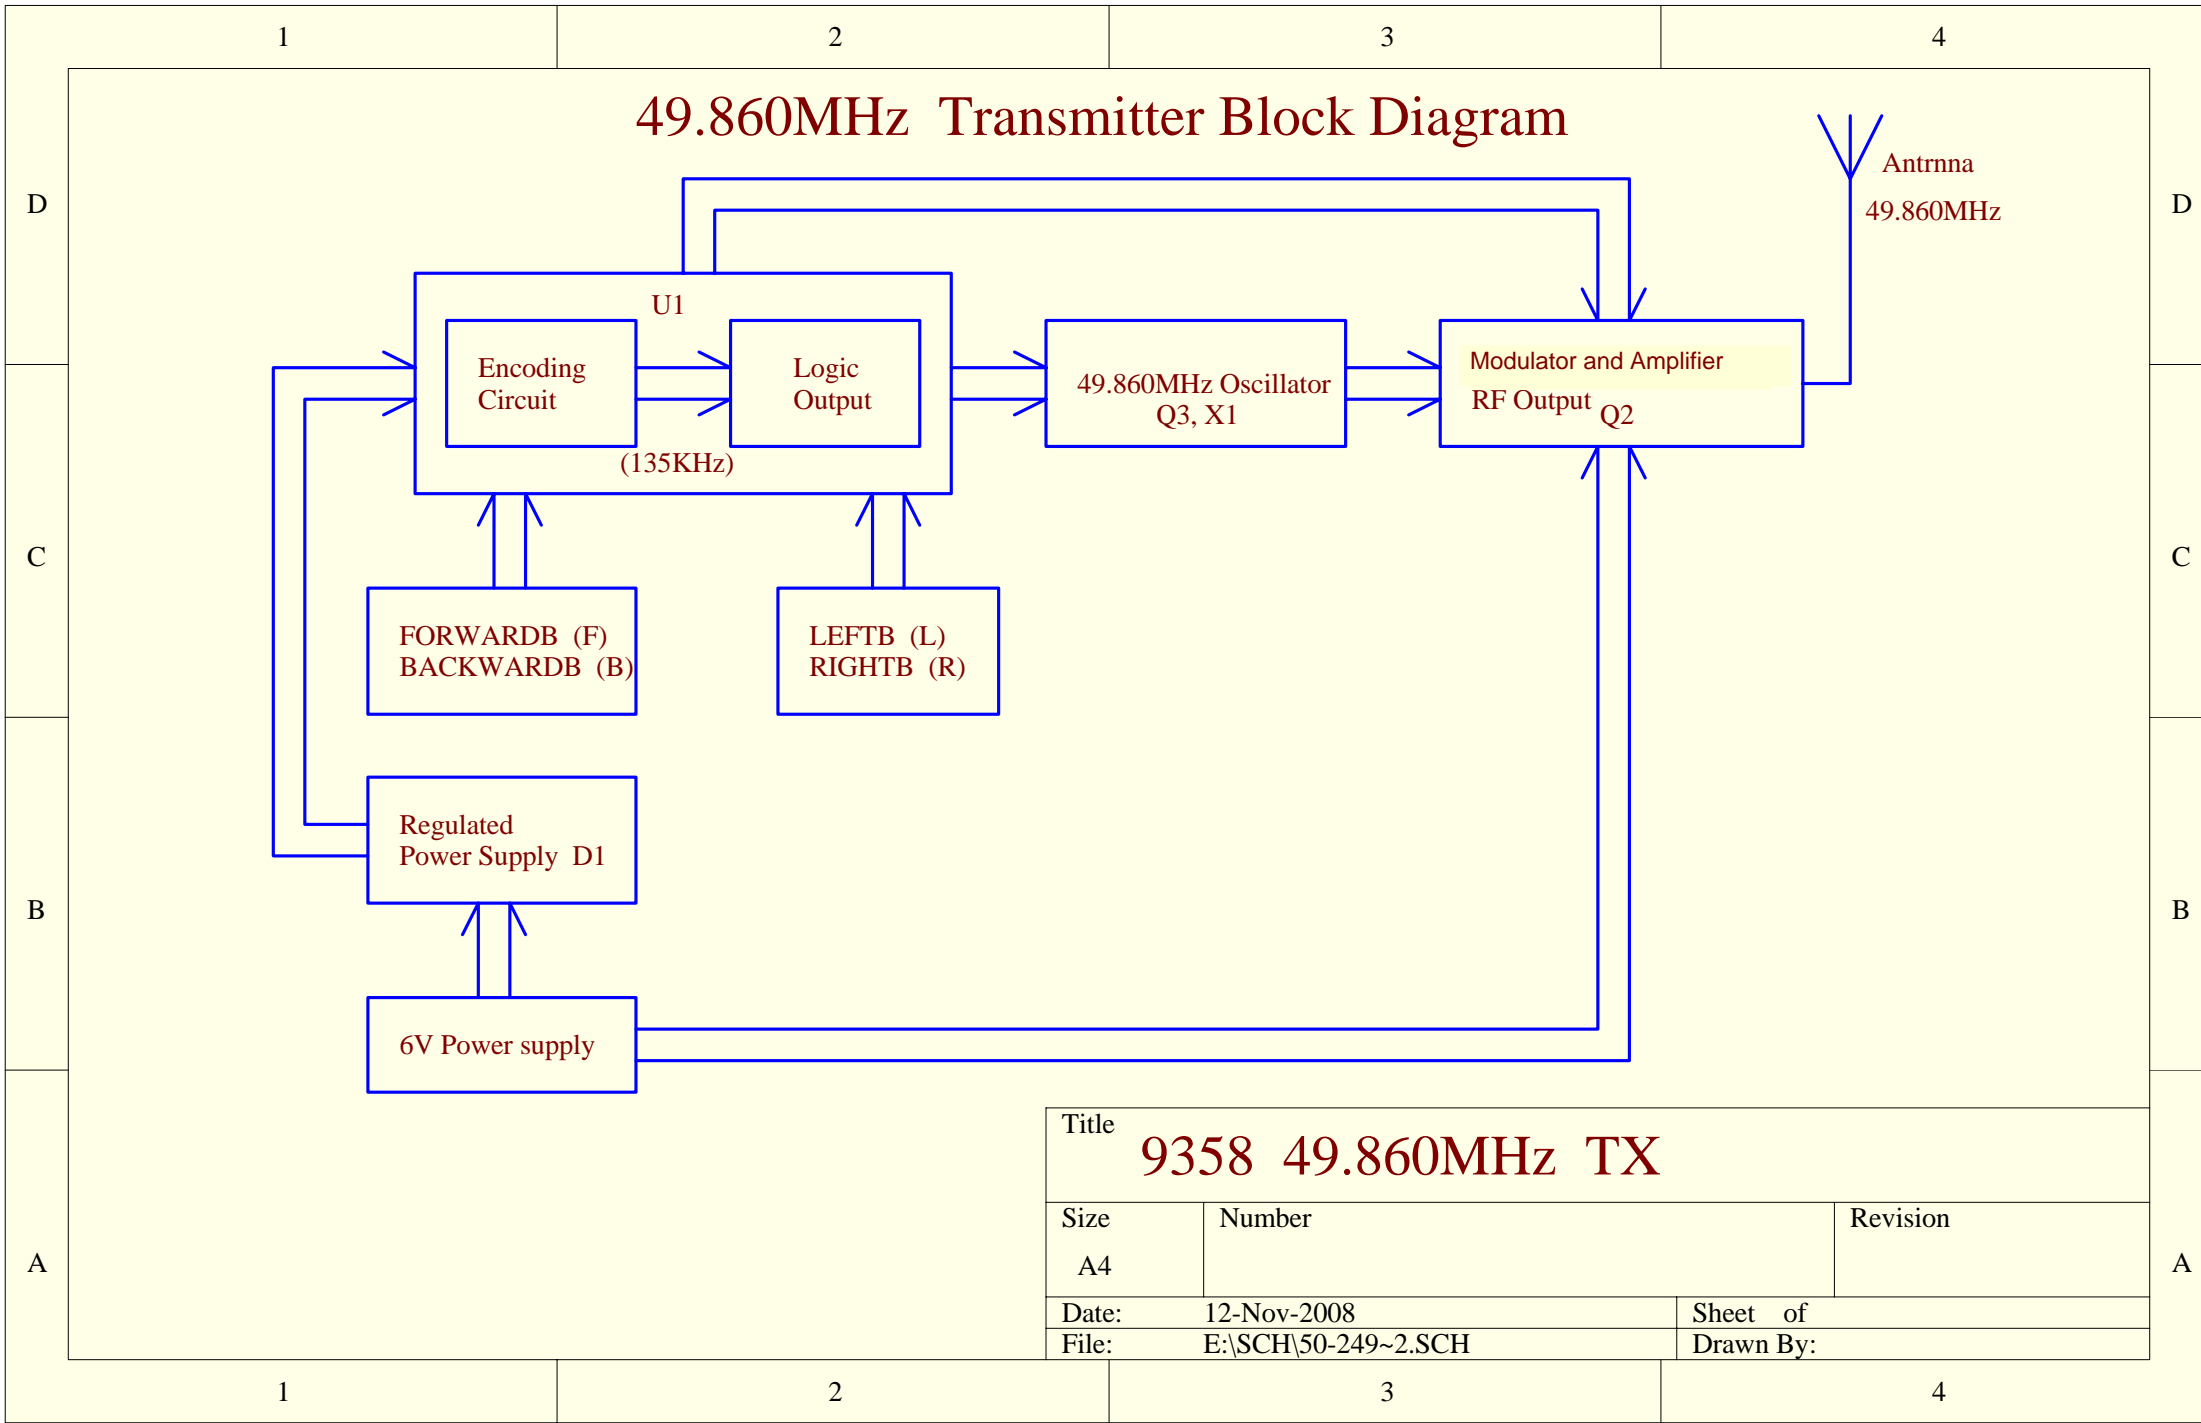 1 2 3 4
49.860MHz Transmitter Block Diagram
Antrnna
49.860MHz
D D
U1
Encoding
Circuit
Logic
Output
(135KHz)
49.860MHz Oscillator
Q3, X1
Modulator and Amplifier
RF Output Q2
C C
FORWARDB (F)
BACKWARDB (B)
LEFTB (L)
RIGHTB (R)
Regulated
Power Supply D1
B B
6V Power supply
Title
9358 49.860MHz TX
Size Number Revision
A4
A A
Date: 12-Nov-2008 Sheet of
File: E:\SCH\50-249~2.SCH Drawn By:
1 2 3 4